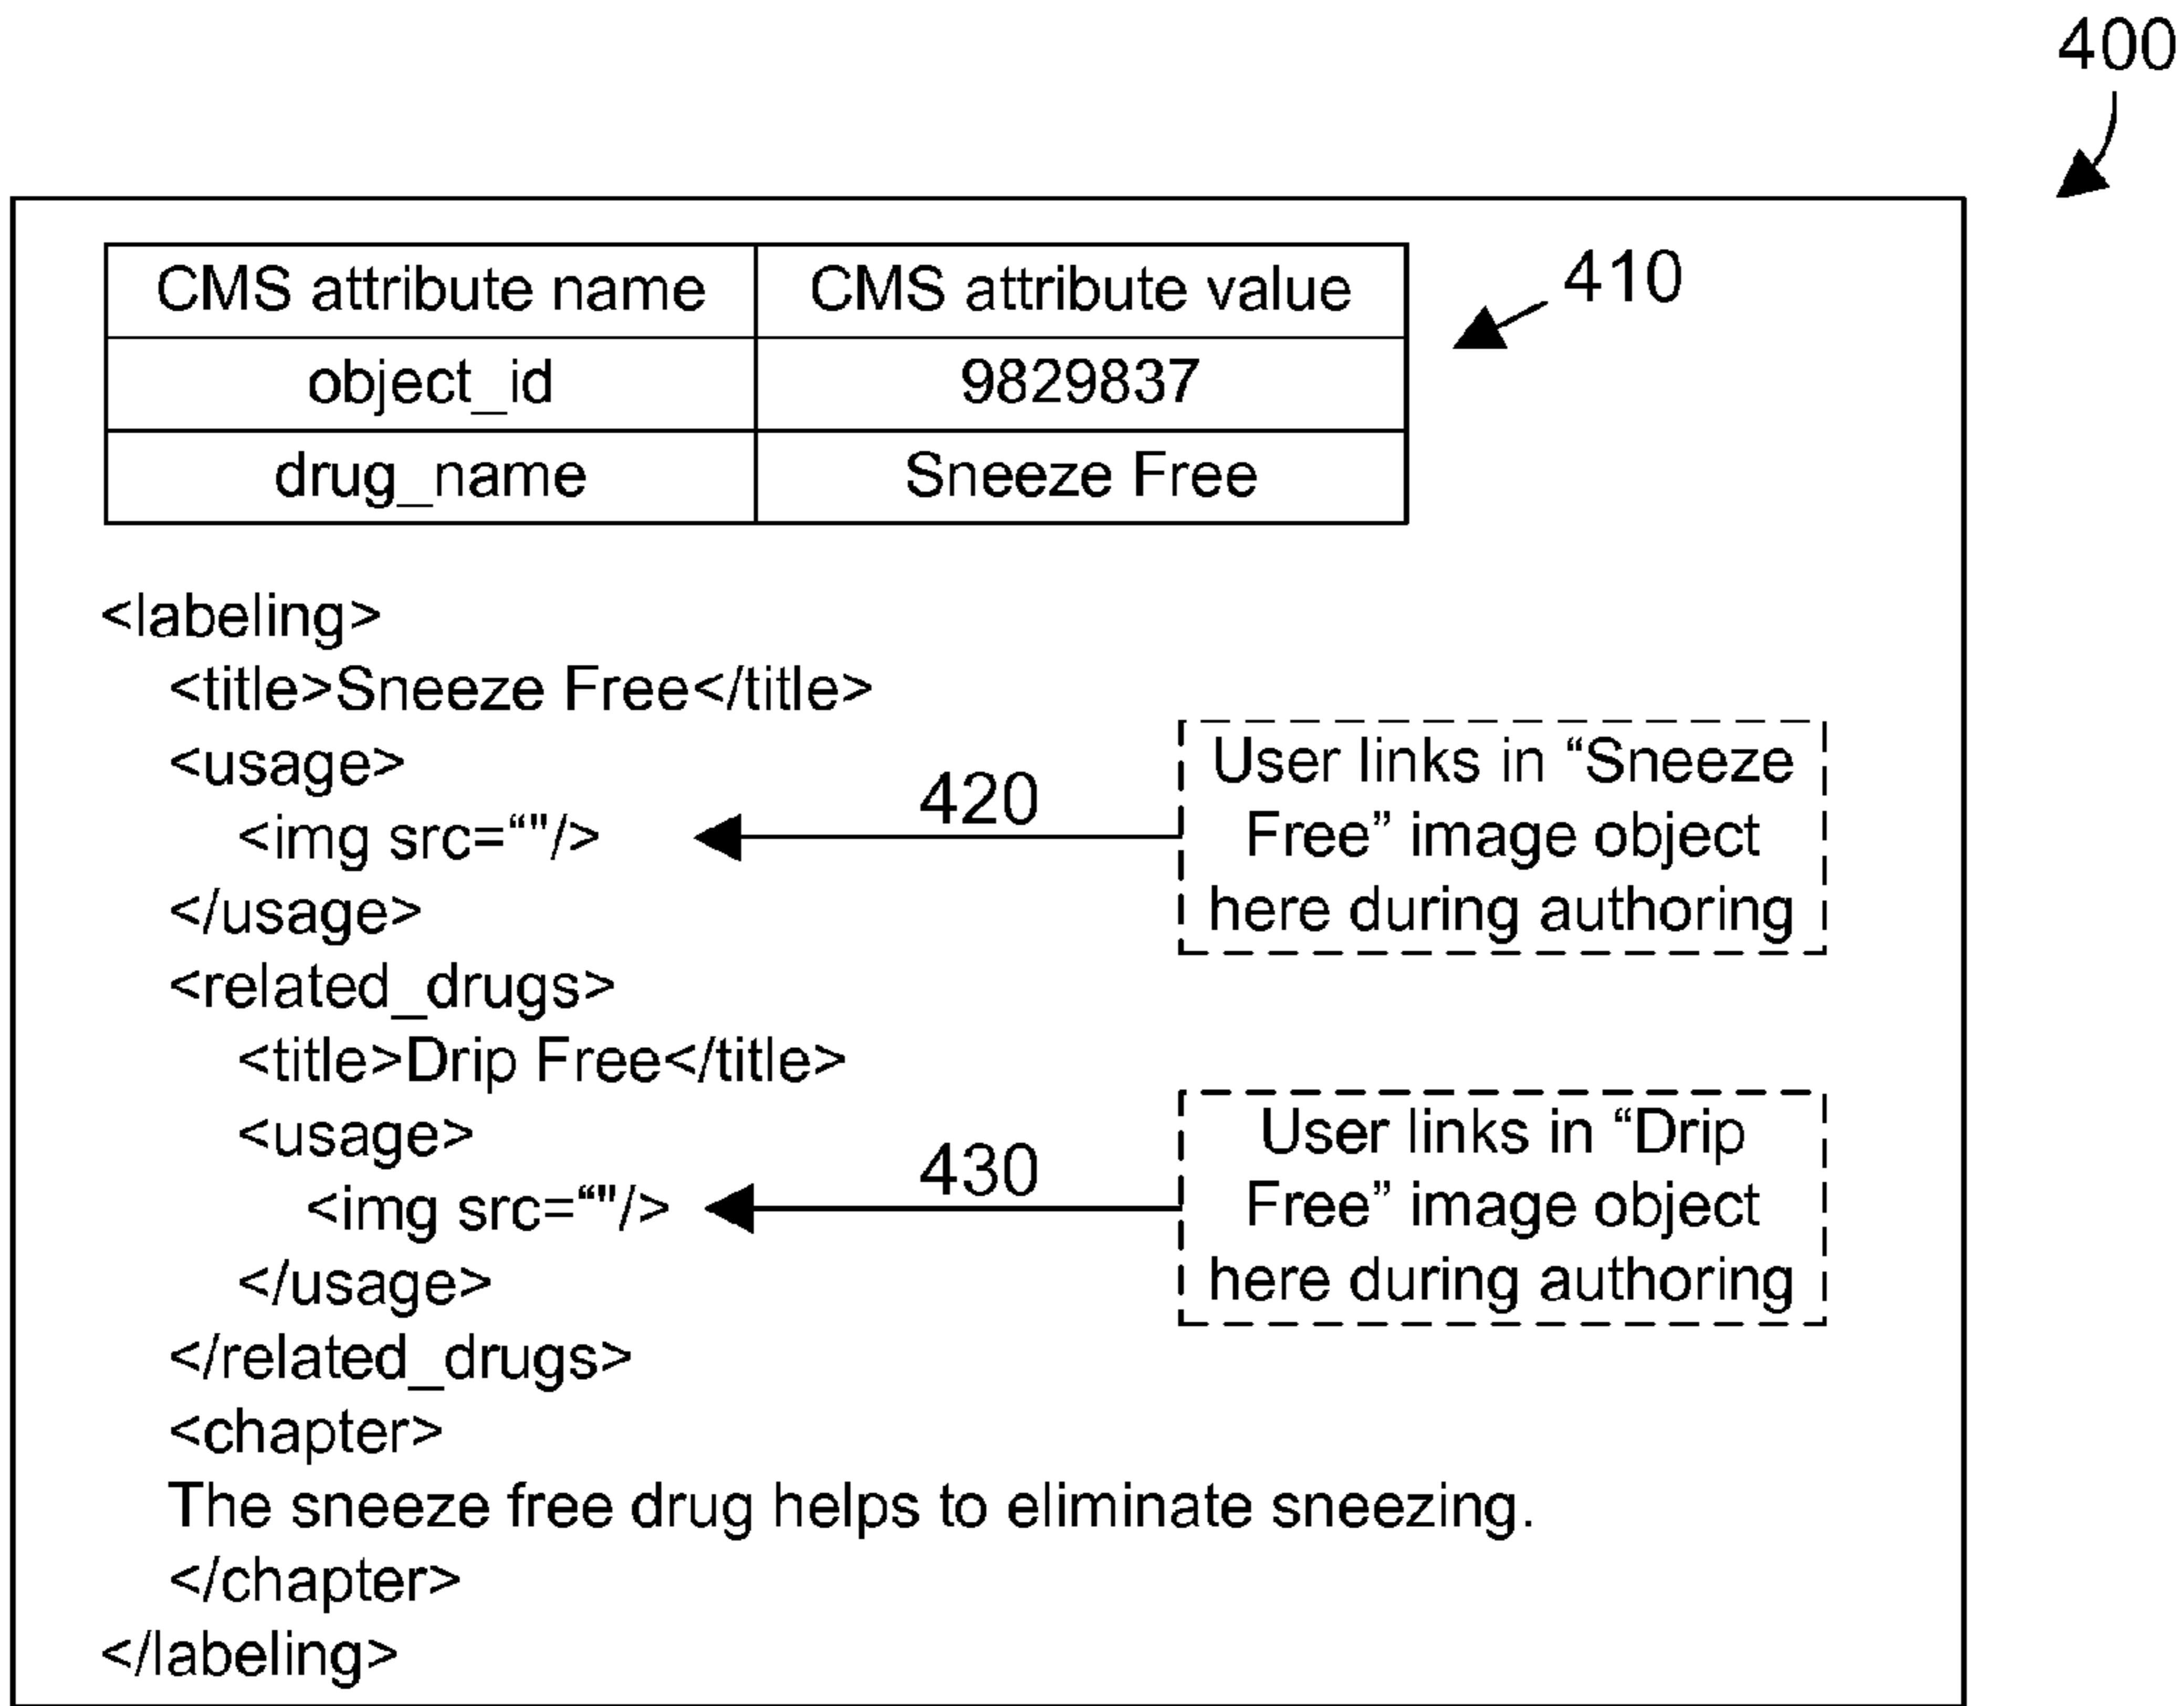 400
CMS attribute name CMS attribute value
410
object_id 9829837
drug_name Sneeze Free
<labeling>
<title>Sneeze Free</title>
<usage>
<img src=“"/>
420
User links in “Sneeze
Free” image object
here during authoring
</usage>
<related_drugs>
<title>Drip Free</title>
<usage>
<img src=“"/>
430
User links in “Drip
Free” image object
here during authoring
</usage>
</related_drugs>
<chapter>
The sneeze free drug helps to eliminate sneezing.
</chapter>
</labeling>